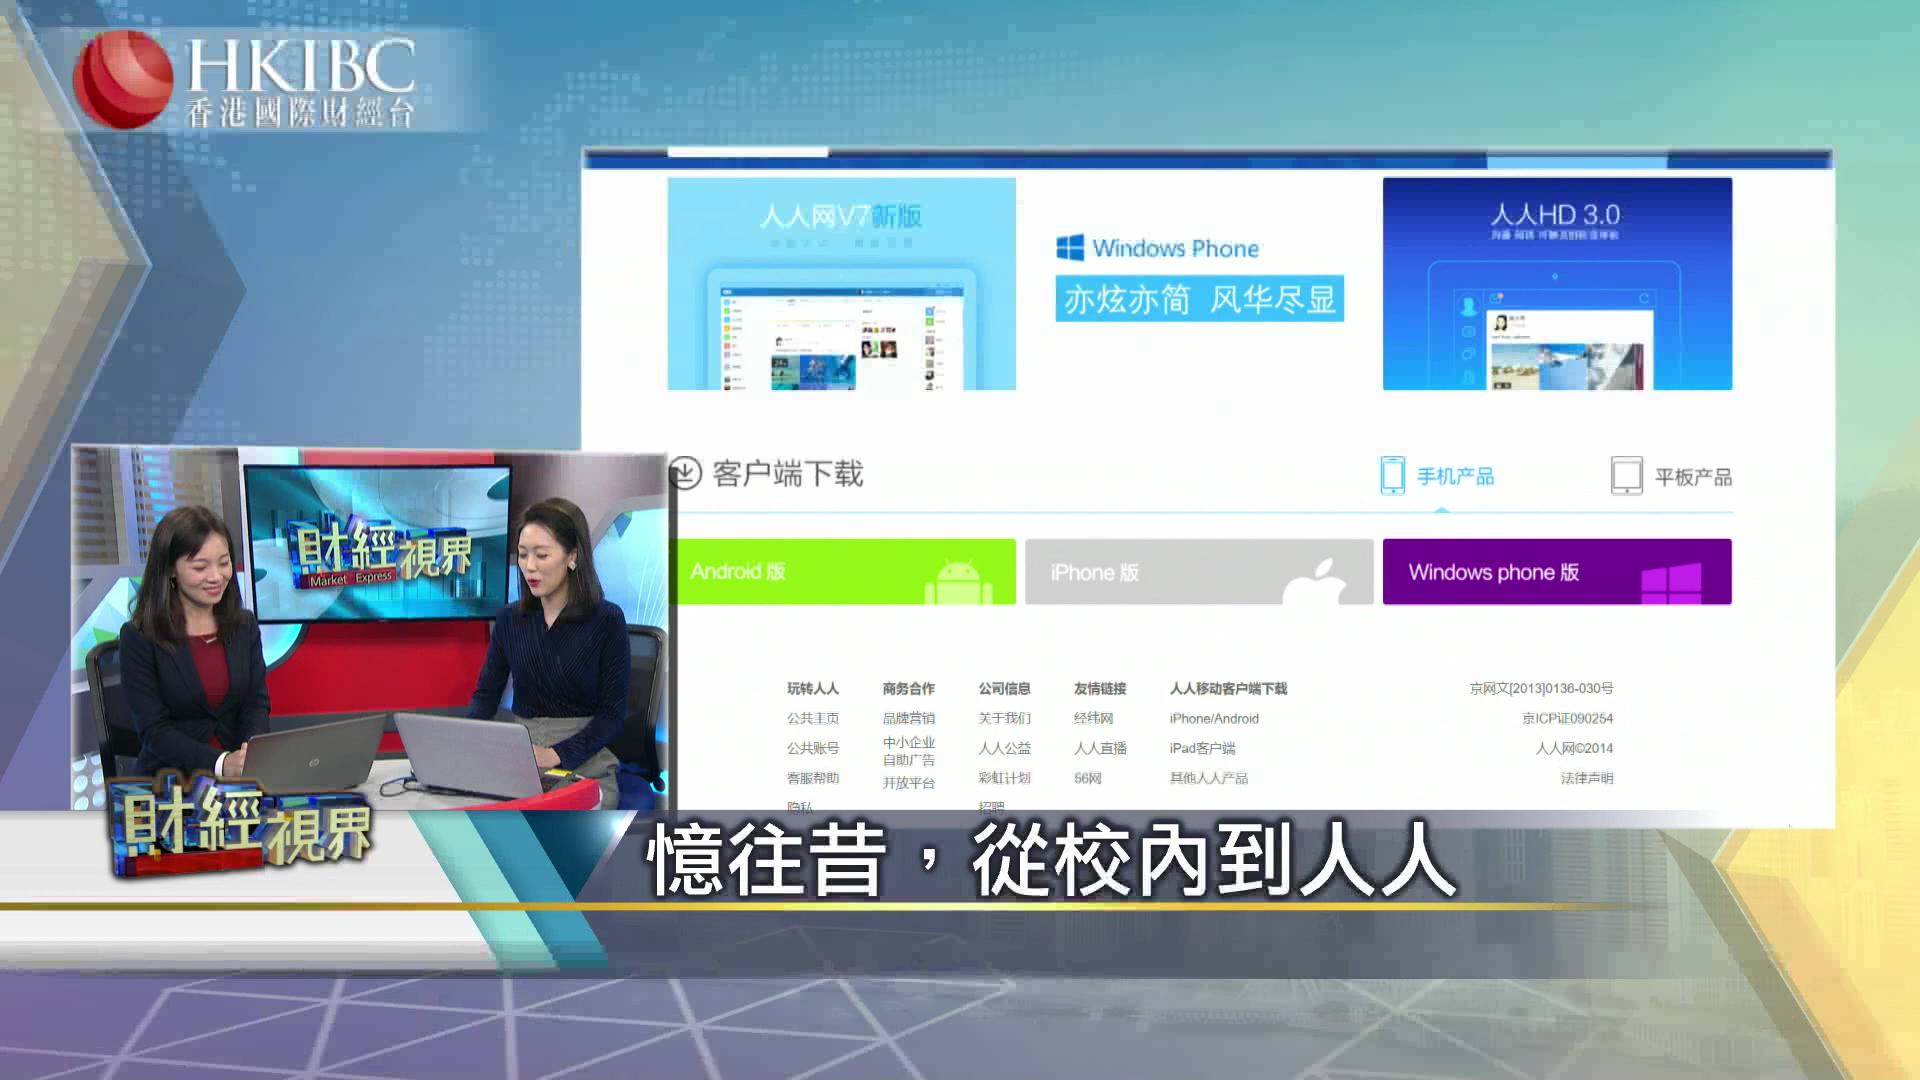 HKIBC
香港國際財經台
人人网V7新版
Windows Phone
亦炫亦简 风华尽显
人人HD 3.0
客户端下载
手机产品
平板产品
Android 版
iPhone 版
Windows phone 版
財經視界
Market Express
玩转人人 商务合作 公司信息 友情链接 人人移动客户端下载 京网文[2013]0136-030号
公共主页 品牌营销 关于我们 经纬网 iPhone/Android 京ICP证090254
公共账号 中小企业 人人公益 人人直播 iPad客户端 人人网©2014
自助广告
客服帮助 开放平台 彩虹计划 56网 其他人人产品 法律声明
隐私 招聘
財經視界
憶往昔，從校內到人人